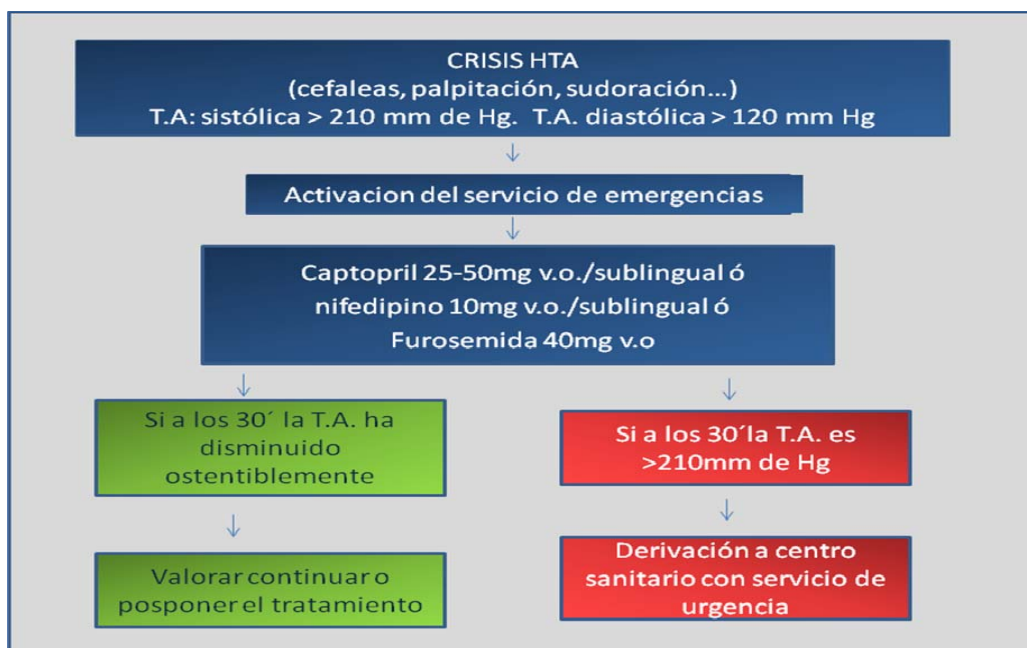 CRISIS HTA
(cefaleas, palpitación, sudoración...)
T.A: sistólica > 210 mm de Hg. T.A. diastólica > 120 mm Hg
Activacion del servicio de emergencias
Captopril 25-50mg v.o./sublingual ó
nifedipino 10mg v.o./sublingual ó
Furosemida 40mg v.o
Si a los 30´ la T.A. ha
disminuido
ostentiblemente
Si a los 30´la T.A. es
>210mm de Hg
Valorar continuar o
posponer el tratamiento
Derivación a centro
sanitario con servicio de
urgencia